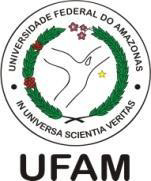 UNIVERSIDADE FEDERAL DO AMAZONAS
IN UNIVERSA SCIENTIA VERITAS
UFAM